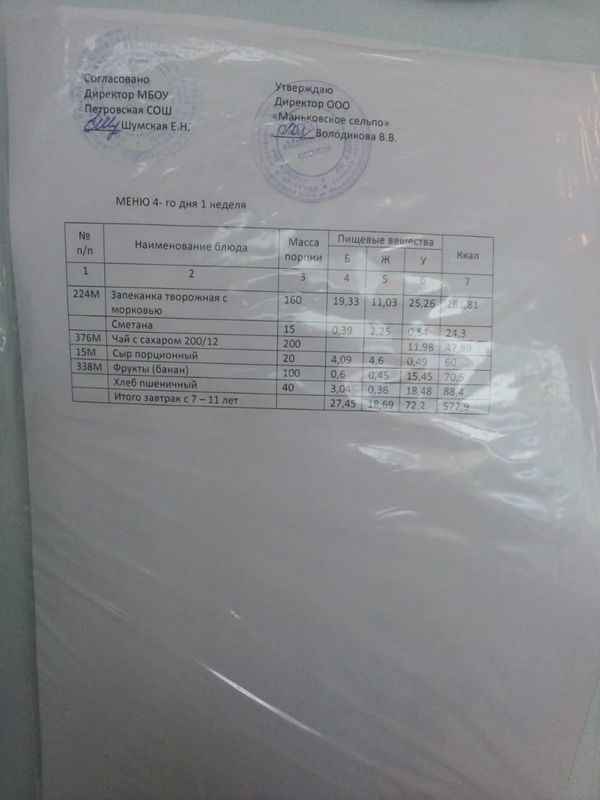 Согласовано
Директор МБОУ
Петровская СОШ
Шумская Е.Н.
Утверждаю
Директор ООО
«Маньковское сельпо»
Володикова В.В.
МЕНЮ 4- го дня 1 неделя
№ п/п Наименование блюда Масса порции Пищевые вещества Ккал
Б Ж У
1 2 3 4 5 6 7
224М Запеканка творожная с морковью 160 19,33 11,03 25,26 281,81
Сметана 15 0,39 2,25 0,54 24,3
376М Чай с сахаром 200/12 200 11,98 47,89
15М Сыр порционный 20 4,09 4,6 0,49 60
338М Фрукты (банан) 100 0,6 0,45 15,45 70,5
Хлеб пшеничный 40 3,04 0,36 18,48 88,4
Итого завтрак с 7 – 11 лет 27,45 18,69 72,2 572,9